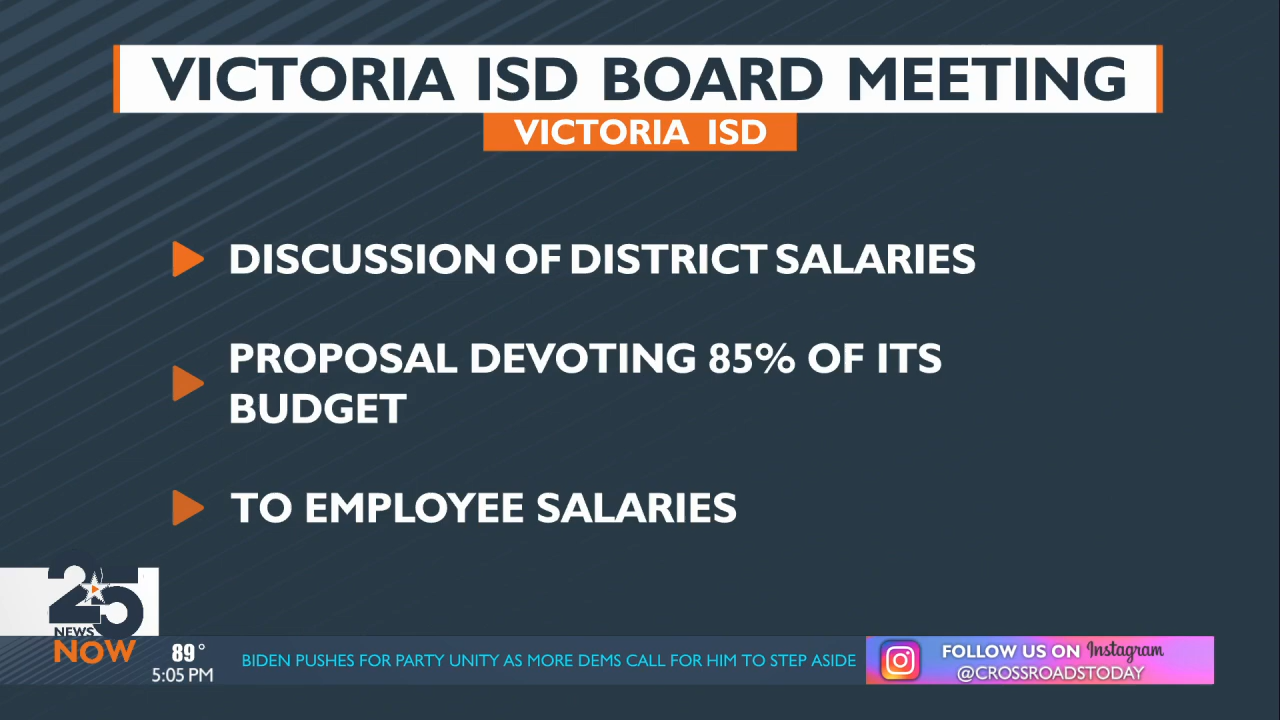 VICTORIA ISD BOARD MEETING
VICTORIA ISD
DISCUSSION OF DISTRICT SALARIES
PROPOSAL DEVOTING 85% OF ITS
BUDGET
TO EMPLOYEE SALARIES
25
NEWS
NOW
89°
5:05 PM
BIDEN PUSHES FOR PARTY UNITY AS MORE DEMS CALL FOR HIM TO STEP ASIDE
FOLLOW US ON Instagram
@CROSSROADSTODAY